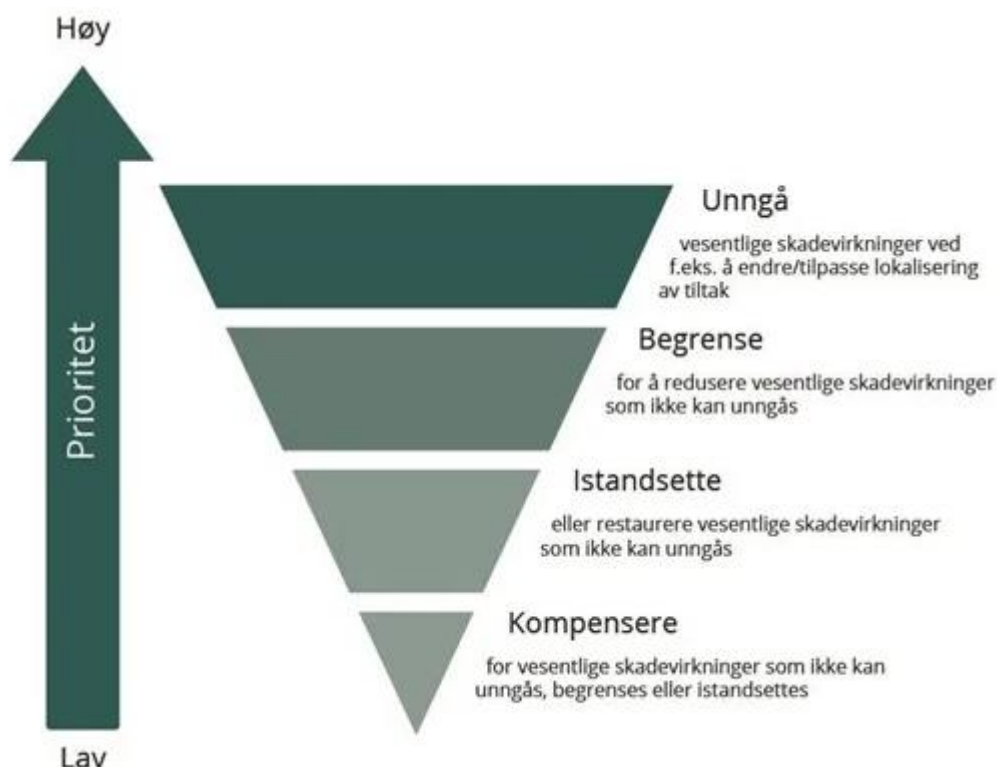 Høy
Prioritet
Unngå
vesentlige skadevirkninger ved
f.eks. å endre/tilpasse lokalisering
av tiltak
Begrense
for å redusere vesentlige skadevirkninger
som ikke kan unngås
Istandsette
eller restaurere vesentlige skadevirkninger
som ikke kan unngås
Kompensere
for vesentlige skadevirkninger som ikke kan
unngås, begrenses eller istandsettes
Lav